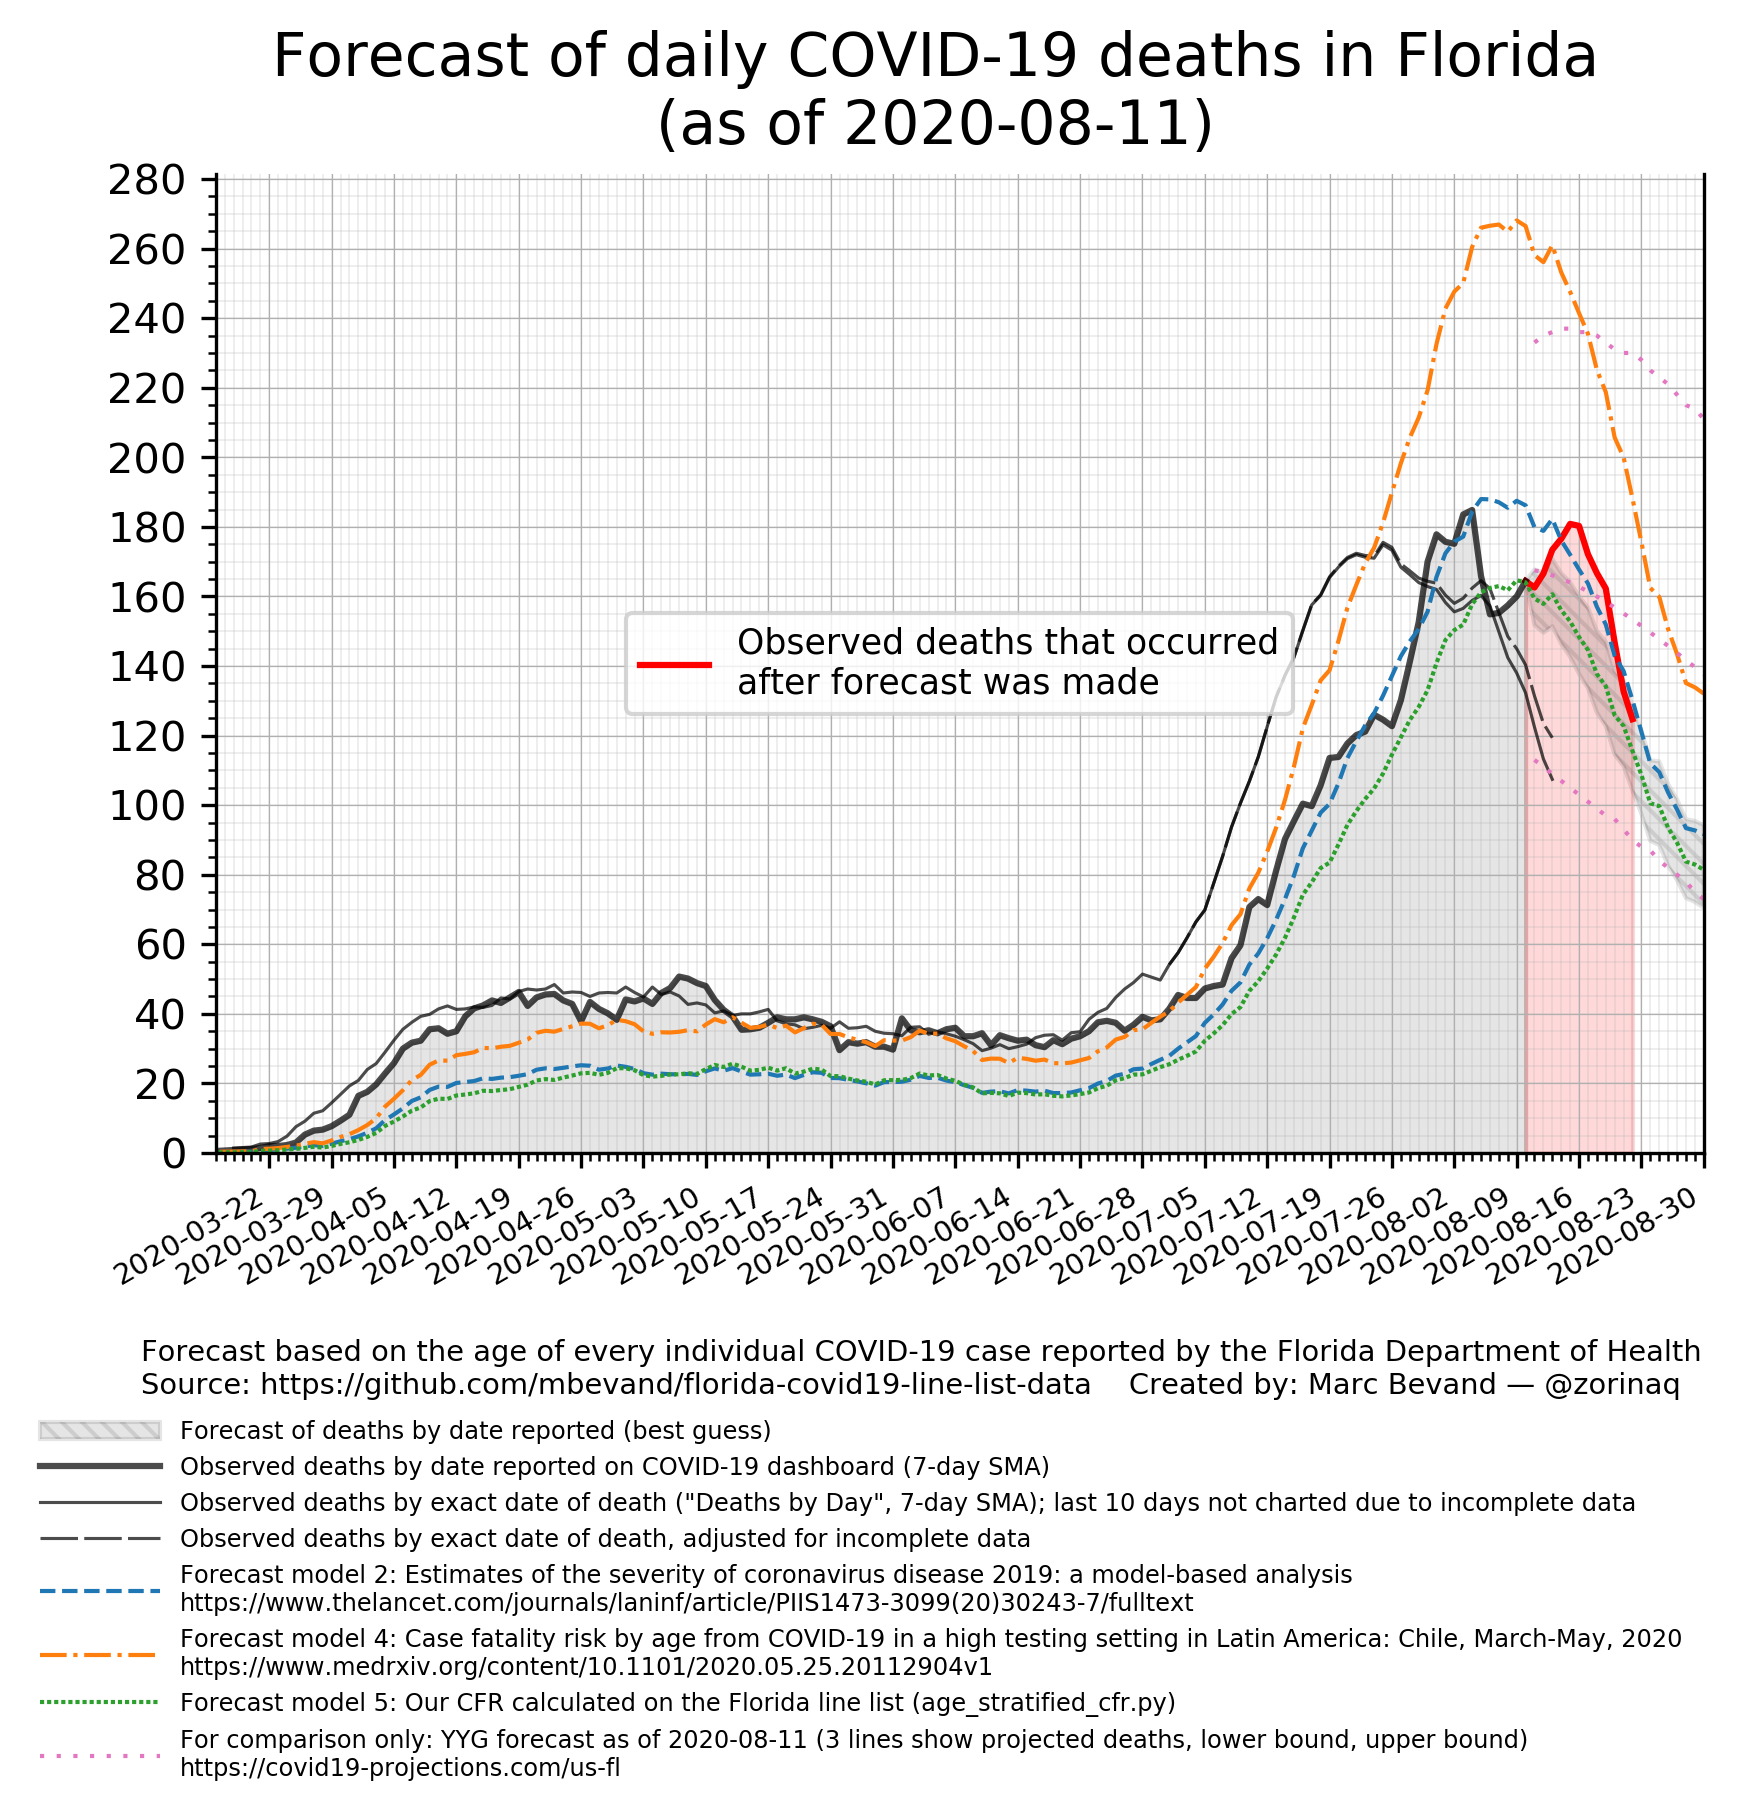 Forecast of daily COVID-19 deaths in Florida
(as of 2020-08-11)
280
260
240
220
200
180
160
140
120
100
80
60
40
20
0
Observed deaths that occurred
after forecast was made
2020-03-22
2020-03-29
2020-04-05
2020-04-12
2020-04-19
2020-04-26
2020-05-03
2020-05-10
2020-05-17
2020-05-24
2020-05-31
2020-06-07
2020-06-14
2020-06-21
2020-06-28
2020-07-05
2020-07-12
2020-07-19
2020-07-26
2020-08-02
2020-08-09
2020-08-16
2020-08-23
2020-08-30
Forecast based on the age of every individual COVID-19 case reported by the Florida Department of Health
Source: https://github.com/mbevand/florida-covid19-line-list-data    Created by: Marc Bevand — @zorinaq
Forecast of deaths by date reported (best guess)
Observed deaths by date reported on COVID-19 dashboard (7-day SMA)
Observed deaths by exact date of death ("Deaths by Day", 7-day SMA); last 10 days not charted due to incomplete data
Observed deaths by exact date of death, adjusted for incomplete data
Forecast model 2: Estimates of the severity of coronavirus disease 2019: a model-based analysis
https://www.thelancet.com/journals/laninf/article/PIIS1473-3099(20)30243-7/fulltext
Forecast model 4: Case fatality risk by age from COVID-19 in a high testing setting in Latin America: Chile, March-May, 2020
https://www.medrxiv.org/content/10.1101/2020.05.25.20112904v1
Forecast model 5: Our CFR calculated on the Florida line list (age_stratified_cfr.py)
For comparison only: YYG forecast as of 2020-08-11 (3 lines show projected deaths, lower bound, upper bound)
https://covid19-projections.com/us-fl